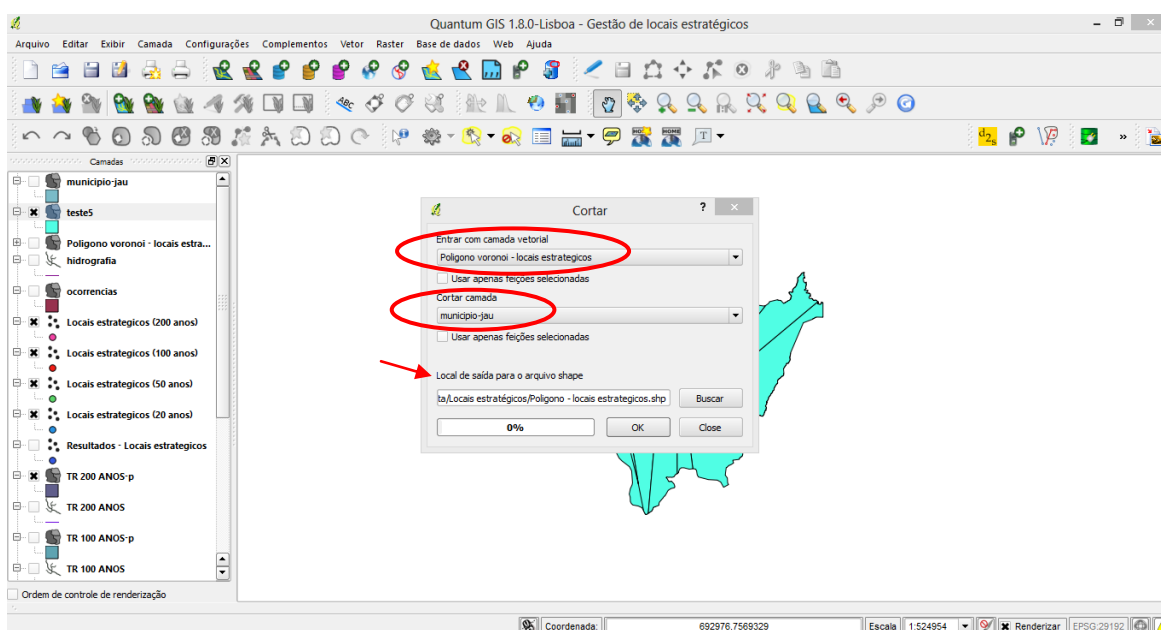 Quantum GIS 1.8.0-Lisboa - Gestão de locais estratégicos
Arquivo Editar Exibir Camada Configurações Complementos Vetor Raster Base de dados Web Ajuda
Camadas
municipio-jau
teste5
Poligono voronoi - locais estra...
hidrografia
ocorrencias
Locais estrategicos (200 anos)
Locais estrategicos (100 anos)
Locais estrategicos (50 anos)
Locais estrategicos (20 anos)
Resultados - Locais estrategicos
TR 200 ANOS-p
TR 200 ANOS
TR 100 ANOS-p
TR 100 ANOS
Ordem de controle de renderização
Cortar
?
Entrar com camada vetorial
Poligono voronoi - locais estrategicos
Usar apenas feições selecionadas
Cortar camada
municipio-jau
Usar apenas feições selecionadas
Local de saída para o arquivo shape
ta/Locais estratégicos/Poligono - locais estrategicos.shp Buscar
0% OK Close
Coordenada: 692976,7569329 Escala 1:524954 Renderizar EPSG:29192